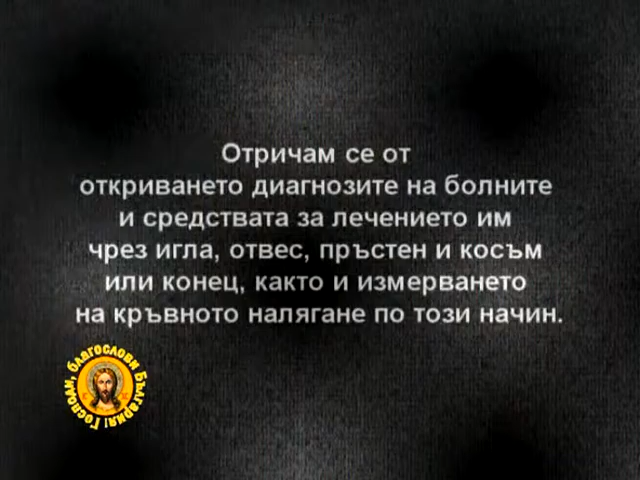 Отричам се от
откриването диагнозите на болните
и средствата за лечението им
чрез игла, отвес, пръстен и косъм
или конец, както и измерването
на кръвното налягане по този начин.
Господи, благослови България!